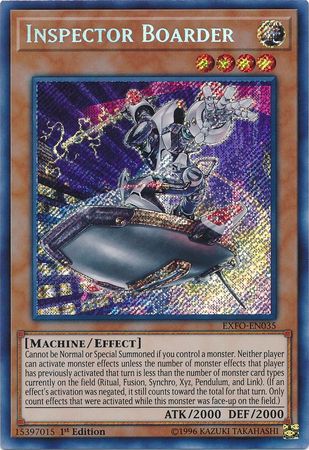 INSPECTOR BOARDER
EXFO-EN035
[MACHINE/EFFECT]
Cannot be Normal or Special Summoned if you control a monster. Neither player
can activate monster effects unless the number of monster effects that player
has previously activated that turn is less than the number of monster card types
currently on the field (Ritual, Fusion, Synchro, Xyz, Pendulum, and Link). (If an
effect's activation was negated, it still counts toward the total for that turn. Only
count effects that were activated while this monster was face-up on the field.)
ATK/2000 DEF/2000
15397015 1st Edition ©1996 KAZUKI TAKAHASHI